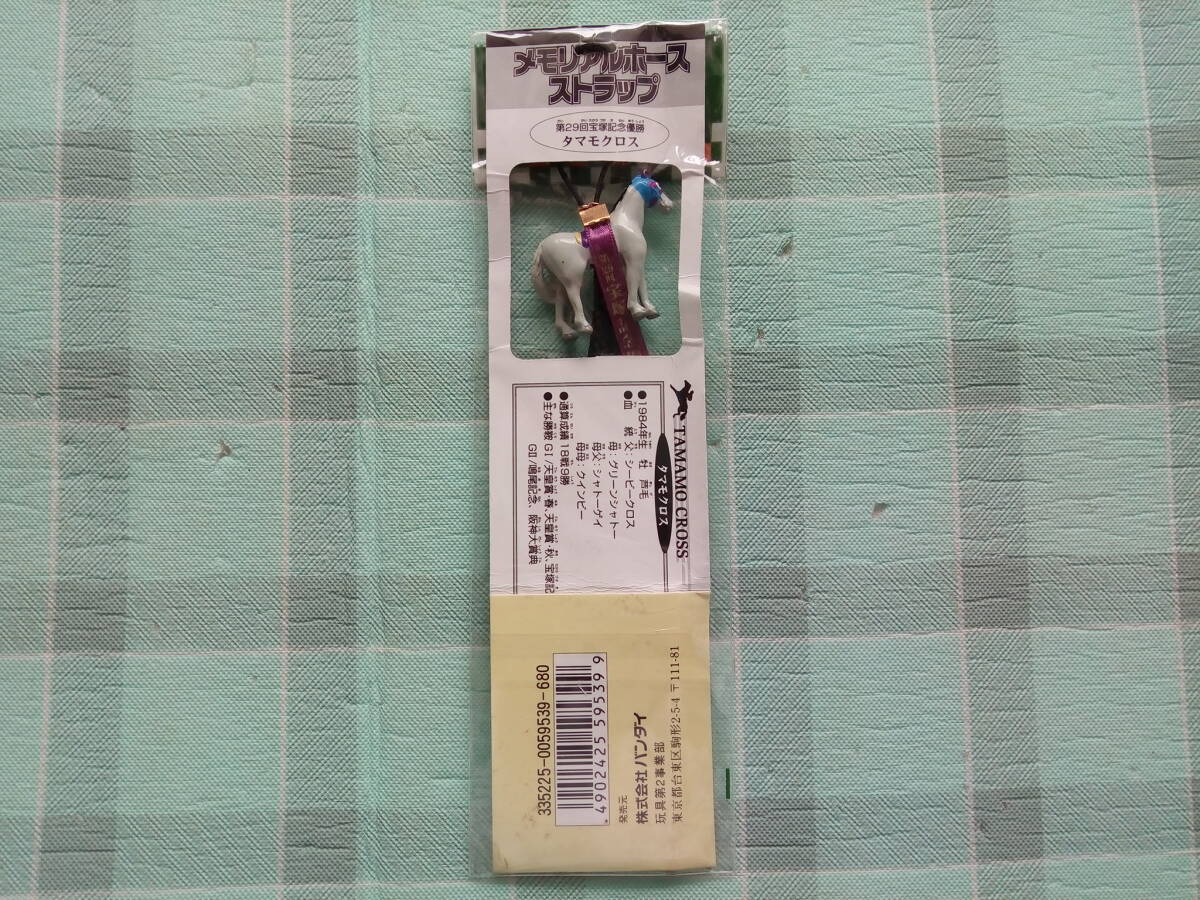 メモリアルホース
ストラップ
第29回宝塚記念優勝
タマモクロス
TAMAMO CROSS
タマモクロス
●1984年生 牡 芦毛
●血 統 父：シービークロス
母：グリーンシャトー
母父：シャトーゲイ
母母：クインビー
●通算成績 18戦9勝
●主な勝鞍 GⅠ/天皇賞・春、天皇賞・秋、宝塚記
GⅡ/鳴尾記念、阪神大賞典
335225-0059539-680
4902425595399
発売元
株式会社バンダイ
玩具第2事業部
東京都台東区駒形2-5-4 〒111-81